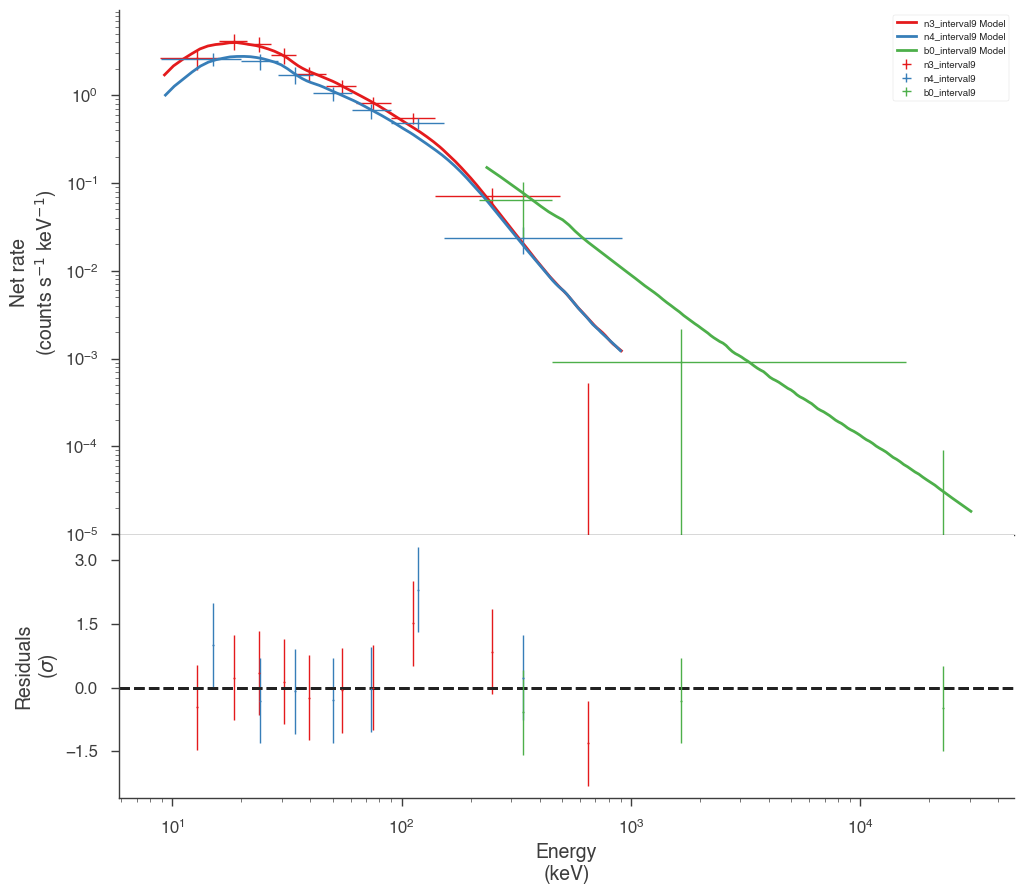 n3_interval9 Model
n4_interval9 Model
b0_interval9 Model
n3_interval9
n4_interval9
b0_interval9
Net rate
(counts s⁻¹ keV⁻¹)
10⁰
10⁻¹
10⁻²
10⁻³
10⁻⁴
10⁻⁵
Residuals
(σ)
3.0
1.5
0.0
−1.5
10¹ 10² 10³ 10⁴
Energy
(keV)